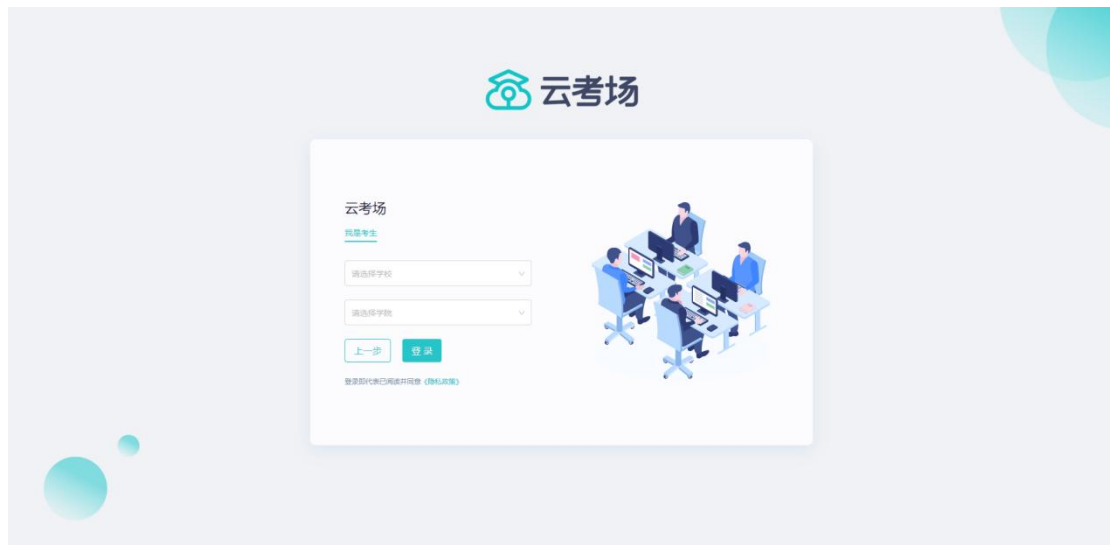 云考场
云考场
我是考生
请选择学校
请选择学院
上一步 登录
登录即代表已阅读并同意《隐私政策》